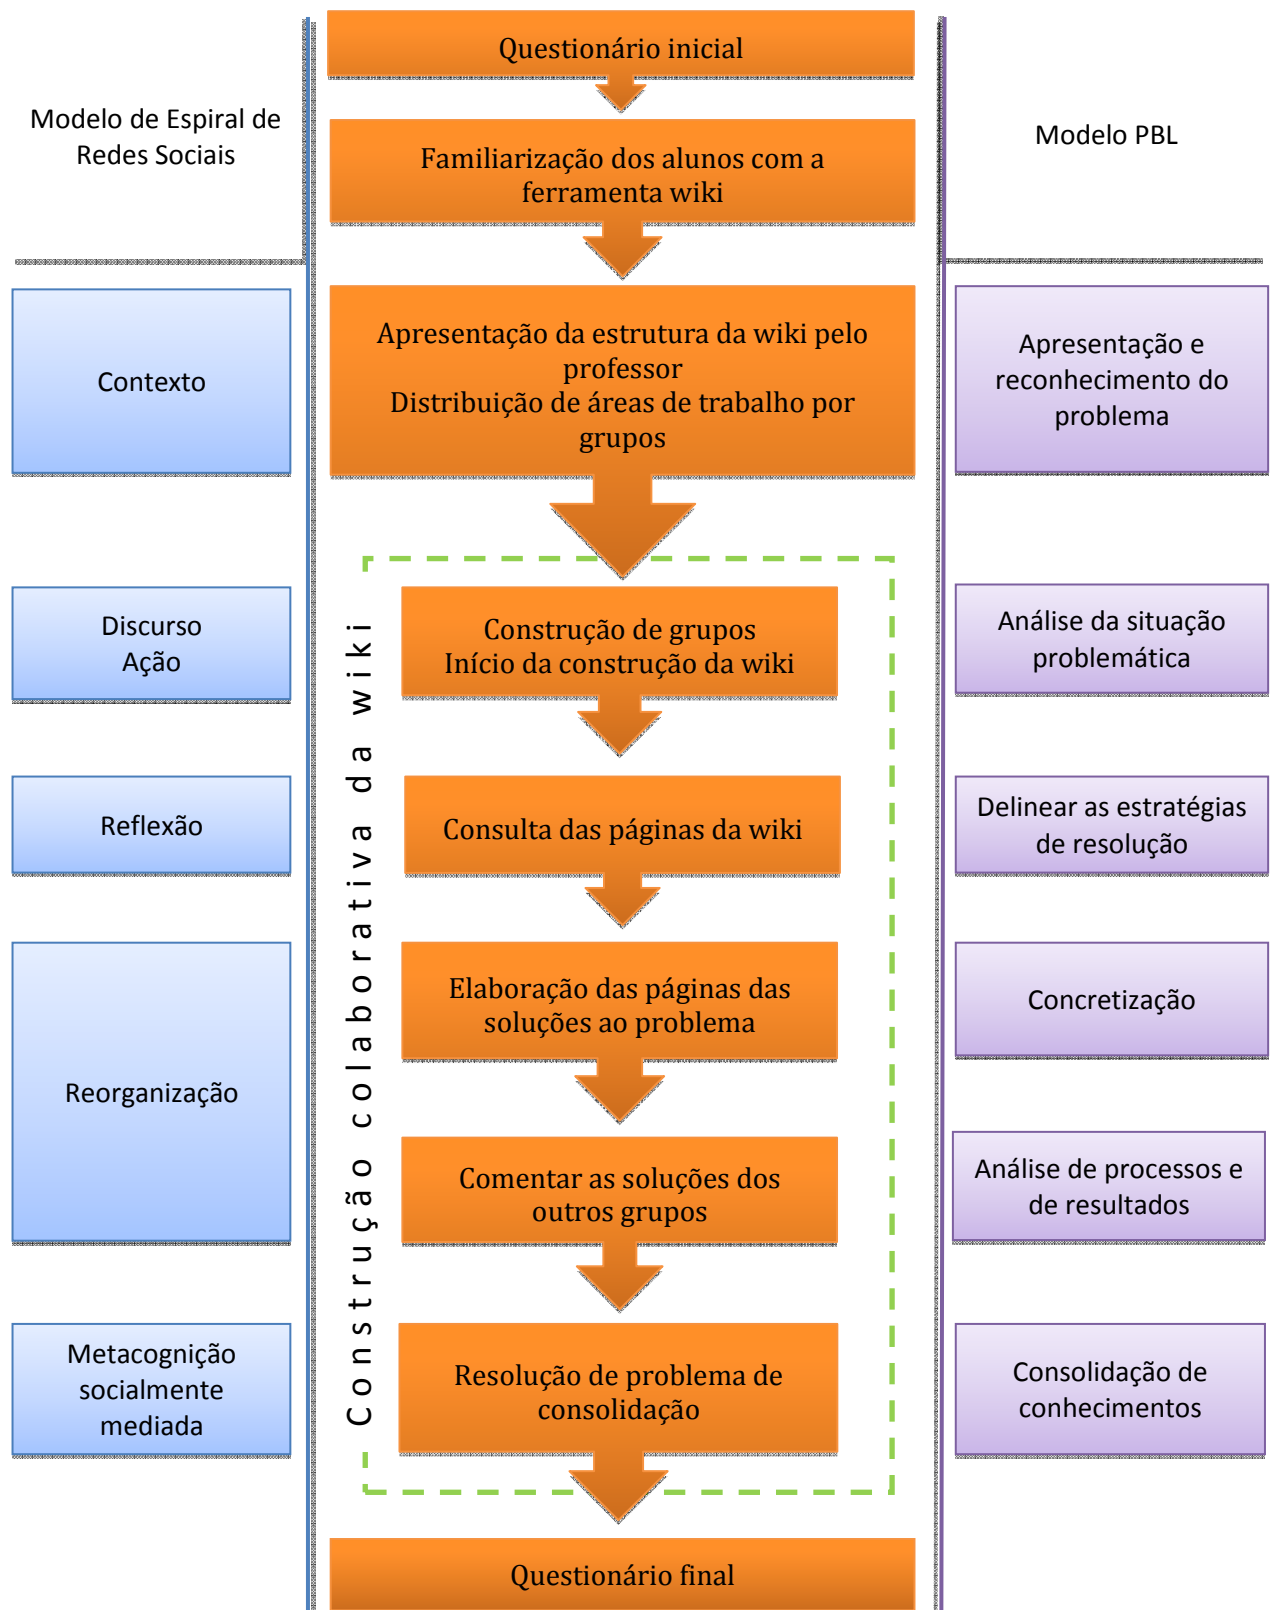 Questionário inicial
Modelo de Espiral de
Redes Sociais
Modelo PBL
Familiarização dos alunos com a
ferramenta wiki
Contexto
Apresentação da estrutura da wiki pelo
professor
Distribuição de áreas de trabalho por
grupos
Apresentação e
reconhecimento do
problema
Construção colaborativa da wiki
Discurso
Ação
Construção de grupos
Início da construção da wiki
Análise da situação
problemática
Reflexão
Consulta das páginas da wiki
Delinear as estratégias
de resolução
Reorganização
Elaboração das páginas das
soluções ao problema
Concretização
Comentar as soluções dos
outros grupos
Análise de processos e
de resultados
Metacognição
socialmente
mediada
Resolução de problema de
consolidação
Consolidação de
conhecimentos
Questionário final